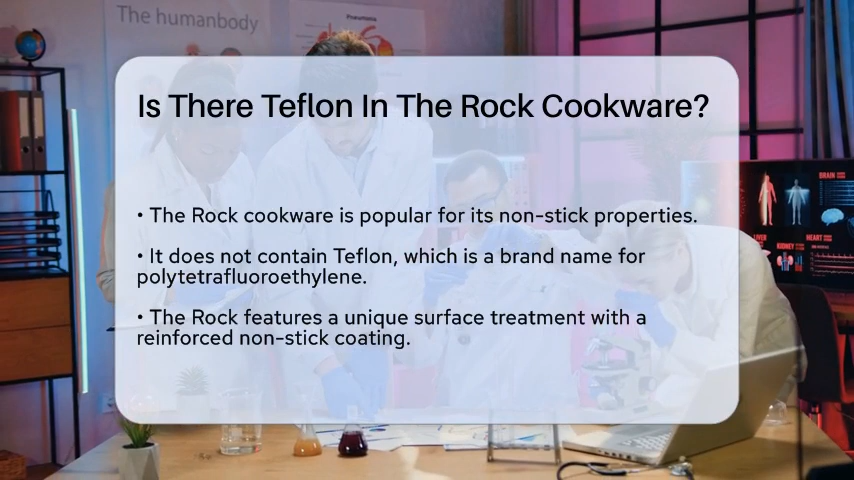 The humanbody
Pneumonia
Is There Teflon In The Rock Cookware?
• The Rock cookware is popular for its non-stick properties.
• It does not contain Teflon, which is a brand name for
polytetrafluoroethylene.
• The Rock features a unique surface treatment with a
reinforced non-stick coating.
BRAIN
LIVER
HEART
KIDNEY